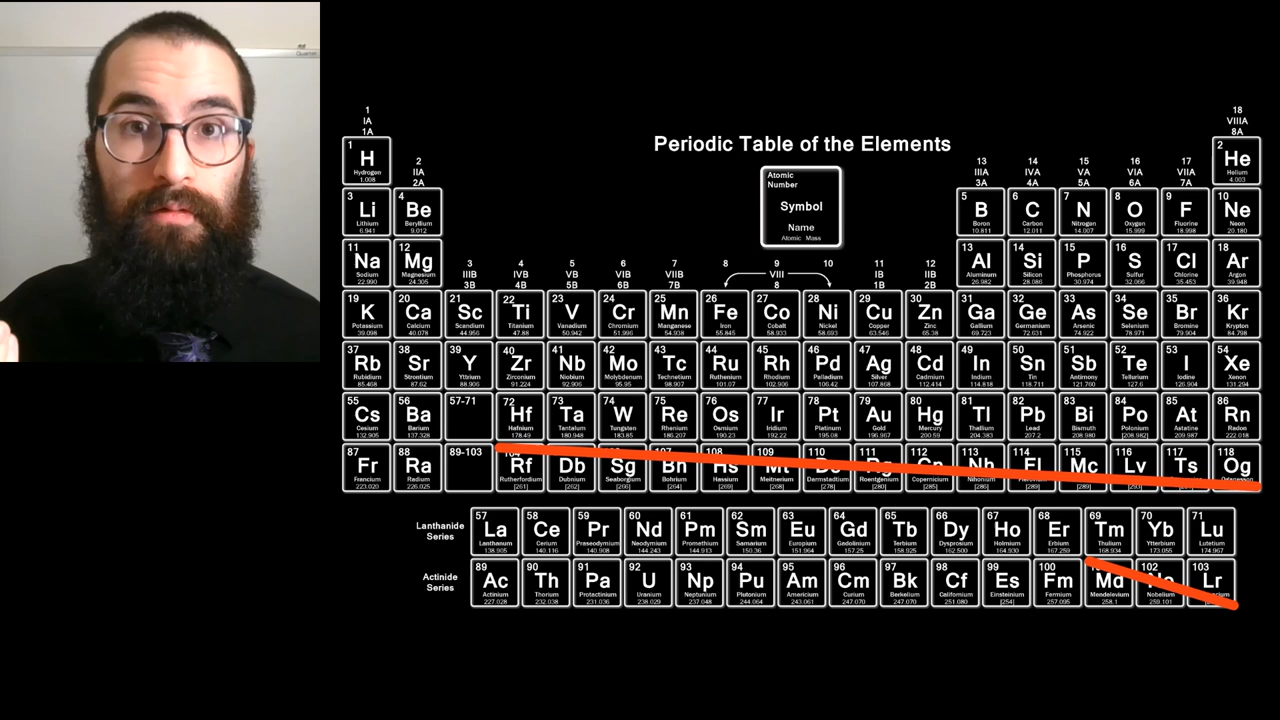 Periodic Table of the Elements
Atomic
Number
Symbol
Name
Atomic Mass
1 2 3 4 5 6 7 8 9 10 11 12 13 14 15 16 17 18
IA IIA IIIB IVB VB VIB VIIB VIII IB IIB IIIA IVA VA VIA VIIA VIIIA
1A 2A 3B 4B 5B 6B 7B 8 1B 2B 3A 4A 5A 6A 7A 8A
1 2
H He
Hydrogen Helium
1.008 4.003
3 4 5 6 7 8 9 10
Li Be B C N O F Ne
Lithium Beryllium Boron Carbon Nitrogen Oxygen Fluorine Neon
6.941 9.012 10.811 12.011 14.007 15.999 18.998 20.180
11 12 13 14 15 16 17 18
Na Mg Al Si P S Cl Ar
Sodium Magnesium Aluminum Silicon Phosphorus Sulfur Chlorine Argon
22.990 24.305 26.982 28.086 30.974 32.066 35.453 39.948
19 20 21 22 23 24 25 26 27 28 29 30 31 32 33 34 35 36
K Ca Sc Ti V Cr Mn Fe Co Ni Cu Zn Ga Ge As Se Br Kr
Potassium Calcium Scandium Titanium Vanadium Chromium Manganese Iron Cobalt Nickel Copper Zinc Gallium Germanium Arsenic Selenium Bromine Krypton
39.098 40.078 44.956 47.88 50.942 51.996 54.938 55.845 58.933 58.693 63.546 65.38 69.723 72.631 74.922 78.971 79.904 84.798
37 38 39 40 41 42 43 44 45 46 47 48 49 50 51 52 53 54
Rb Sr Y Zr Nb Mo Tc Ru Rh Pd Ag Cd In Sn Sb Te I Xe
Rubidium Strontium Yttrium Zirconium Niobium Molybdenum Technetium Ruthenium Rhodium Palladium Silver Cadmium Indium Tin Antimony Tellurium Iodine Xenon
85.468 87.62 88.906 91.224 92.906 95.95 98.907 101.07 102.906 106.42 107.868 112.414 114.818 118.711 121.760 127.6 126.904 131.294
55 56 57-71 72 73 74 75 76 77 78 79 80 81 82 83 84 85 86
Cs Ba Hf Ta W Re Os Ir Pt Au Hg Tl Pb Bi Po At Rn
Cesium Barium Hafnium Tantalum Tungsten Rhenium Osmium Iridium Platinum Gold Mercury Thallium Lead Bismuth Polonium Astatine Radon
132.905 137.328 178.49 180.948 183.85 186.207 190.23 192.22 195.08 196.967 200.59 204.383 207.2 208.980 [208.982] 209.987 222.018
87 88 89-103 108 109 110 111 112 113 114 115 116 117 118
Fr Ra Rf Db Sg Bh Hs Mt Ds Rg Cn Nh Fl Mc Lv Ts Og
Francium Radium Rutherfordium Dubnium Seaborgium Bohrium Hassium Meitnerium Darmstadtium Roentgenium Copernicium Nihonium
223.020 226.025 [261] [262] [266] [264] [269] [268] [278] [280] [285] [286] [289] [289]
Lanthanide
Series
57 58 59 60 61 62 63 64 65 66 67 68 69 70 71
La Ce Pr Nd Pm Sm Eu Gd Tb Dy Ho Er Tm Yb Lu
Lanthanum Cerium Praseodymium Neodymium Promethium Samarium Europium Gadolinium Terbium Dysprosium Holmium Erbium Thulium Ytterbium Lutetium
138.905 140.116 140.908 144.243 144.913 150.36 151.964 157.25 158.925 162.500 164.930 167.259 168.934 173.055 174.967
Actinide
Series
89 90 91 92 93 94 95 96 97 98 99 100 102 103
Ac Th Pa U Np Pu Am Cm Bk Cf Es Fm Md No Lr
Actinium Thorium Protactinium Uranium Neptunium Plutonium Americium Curium Berkelium Californium Einsteinium Fermium Mendelevium Nobelium
227.028 232.038 231.036 238.029 237.048 244.064 243.061 247.070 247.070 251.080 [254] 257.095 258.1 259.101